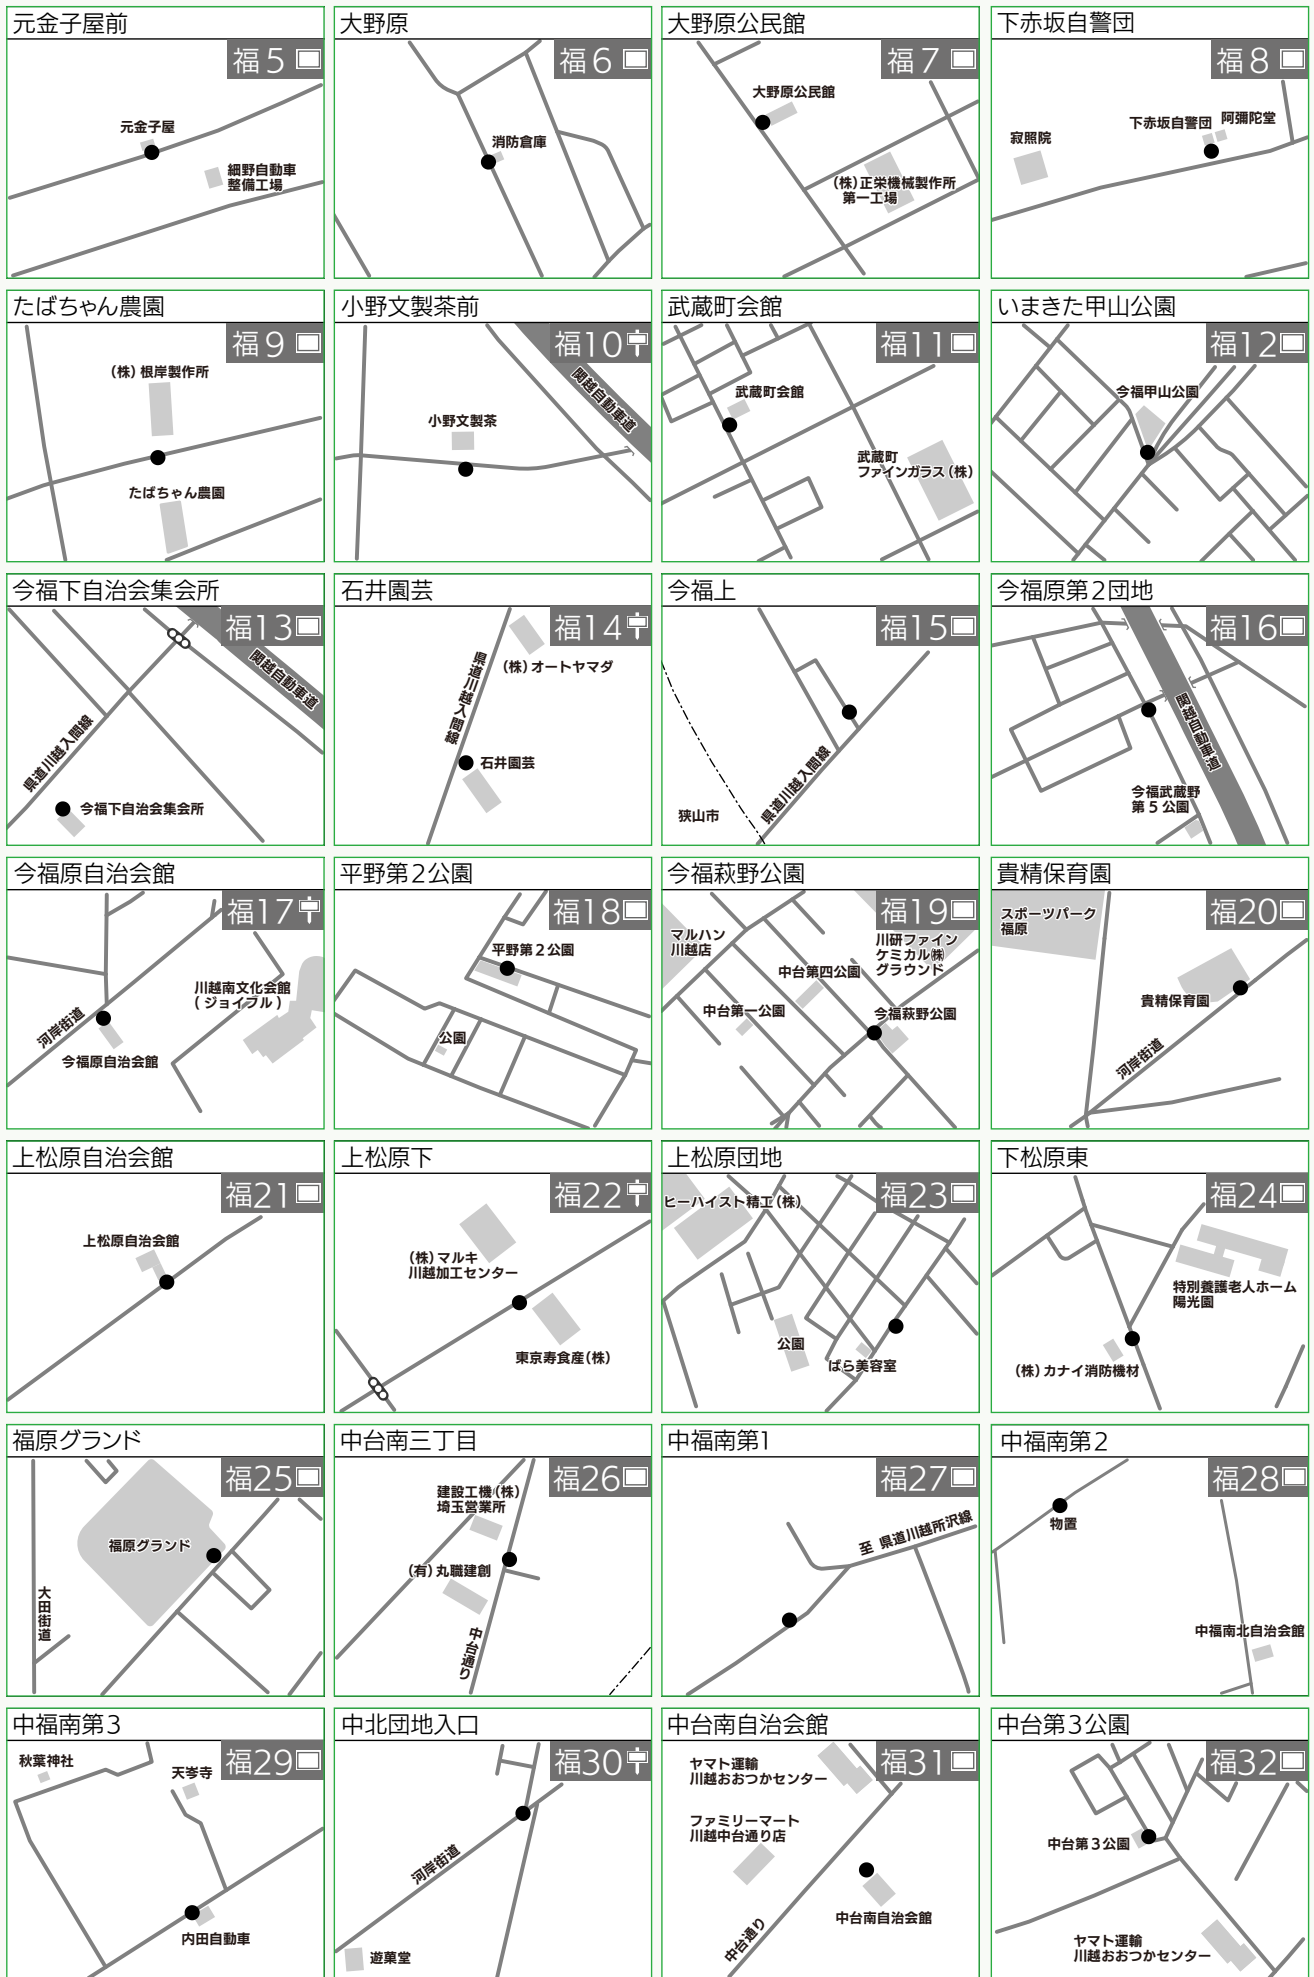 元金子屋前
福5
元金子屋
細野自動車
整備工場
大野原
福6
消防倉庫
大野原公民館
福7
大野原公民館
(株)正栄機械製作所
第一工場
下赤坂自警団
福8
寂照院
下赤坂自警団
阿彌陀堂
たばちゃん農園
福9
(株)根岸製作所
たばちゃん農園
小野文製茶前
福10
関越自動車道
小野文製茶
武蔵町会館
福11
武蔵町会館
武蔵町
ファインガラス(株)
いまきた甲山公園
福12
今福甲山公園
今福下自治会集会所
福13
関越自動車道
県道川越入間線
今福下自治会集会所
石井園芸
福14
(株)オートヤマダ
県道川越入間線
石井園芸
今福上
福15
県道川越入間線
狭山市
今福原第2団地
福16
関越自動車道
今福武蔵野
第5公園
今福原自治会館
福17
川越南文化会館
(ジョイフル)
河岸街道
今福原自治会館
平野第2公園
福18
平野第2公園
公園
今福萩野公園
福19
マルハン
川越店
川研ファイン
ケミカル㈱
グラウンド
中台第四公園
中台第一公園
今福萩野公園
貴精保育園
福20
スポーツパーク
福原
貴精保育園
河岸街道
上松原自治会館
福21
上松原自治会館
上松原下
福22
(株)マルキ
川越加工センター
東京寿食産(株)
上松原団地
福23
ヒーハイスト精工(株)
公園
ばら美容室
下松原東
福24
特別養護老人ホーム
陽光園
(株)カナイ消防機材
福原グランド
福25
福原グランド
大田街道
中台南三丁目
福26
建設工機(株)
埼玉営業所
(有)丸職建創
中台通り
中福南第1
福27
至 県道川越所沢線
中福南第2
福28
物置
中福南北自治会館
中福南第3
福29
秋葉神社
天岑寺
内田自動車
中北団地入口
福30
河岸街道
遊菓堂
中台南自治会館
福31
ヤマト運輸
川越おおつかセンター
ファミリーマート
川越中台通り店
中台南自治会館
中台通り
中台第3公園
福32
中台第3公園
ヤマト運輸
川越おおつかセンター